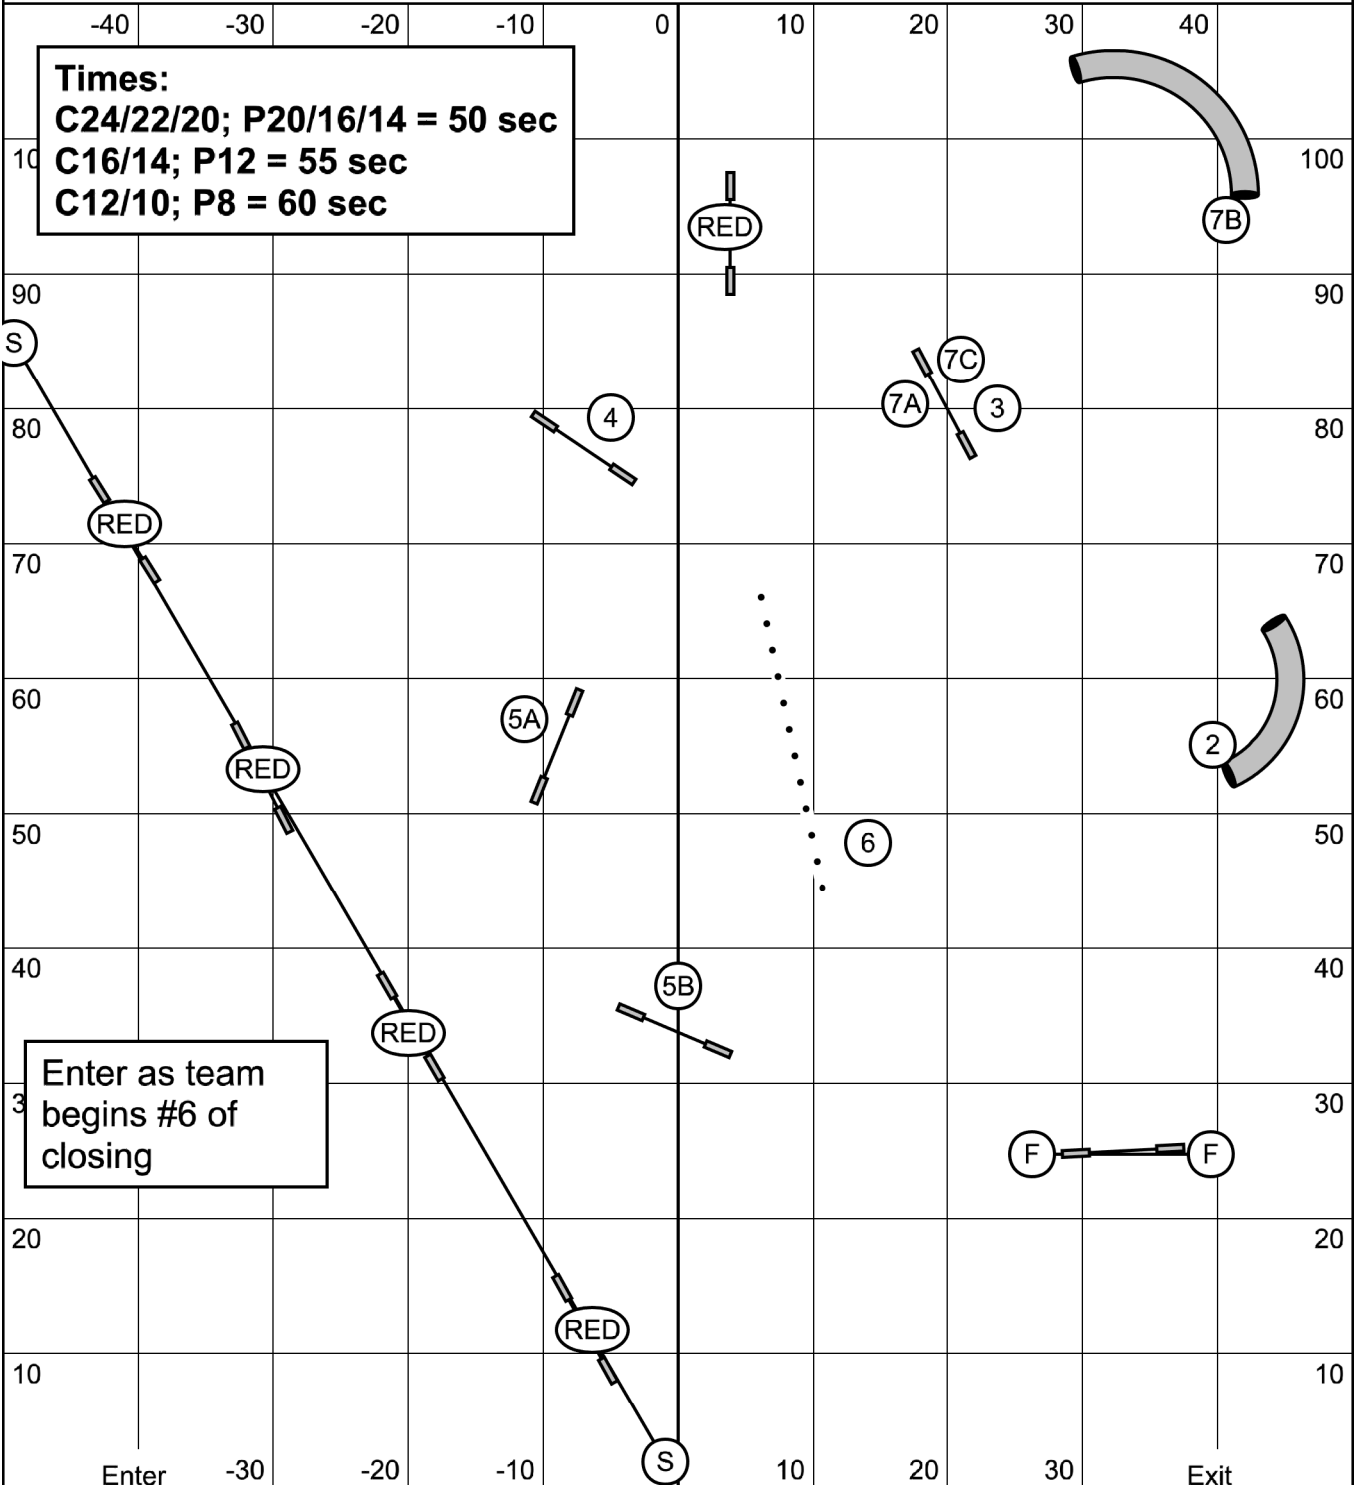 -40 -30 -20 -10 0 10 20 30 40
Times:
C24/22/20; P20/16/14 = 50 sec
C16/14; P12 = 55 sec
C12/10; P8 = 60 sec
10 100
7B
RED
90 90
S
7C
7A 3
4
80 80
RED
70 70
60 60
5A
2
RED
50 50
6
40 40
5B
RED
Enter as team
begins #6 of
closing
3 30
F F
20 20
RED
10 10
S
Enter -30 -20 -10 10 20 30 Exit